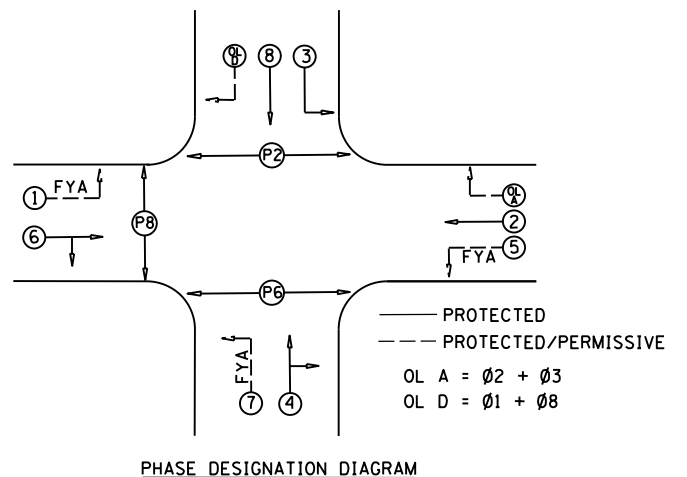 OL D
8
3
P2
FYA
1
OL A
2
P8
6
5
FYA
P6
PROTECTED
PROTECTED/PERMISSIVE
FYA
OL A = Ø2 + Ø3
7
4
OL D = Ø1 + Ø8
PHASE DESIGNATION DIAGRAM